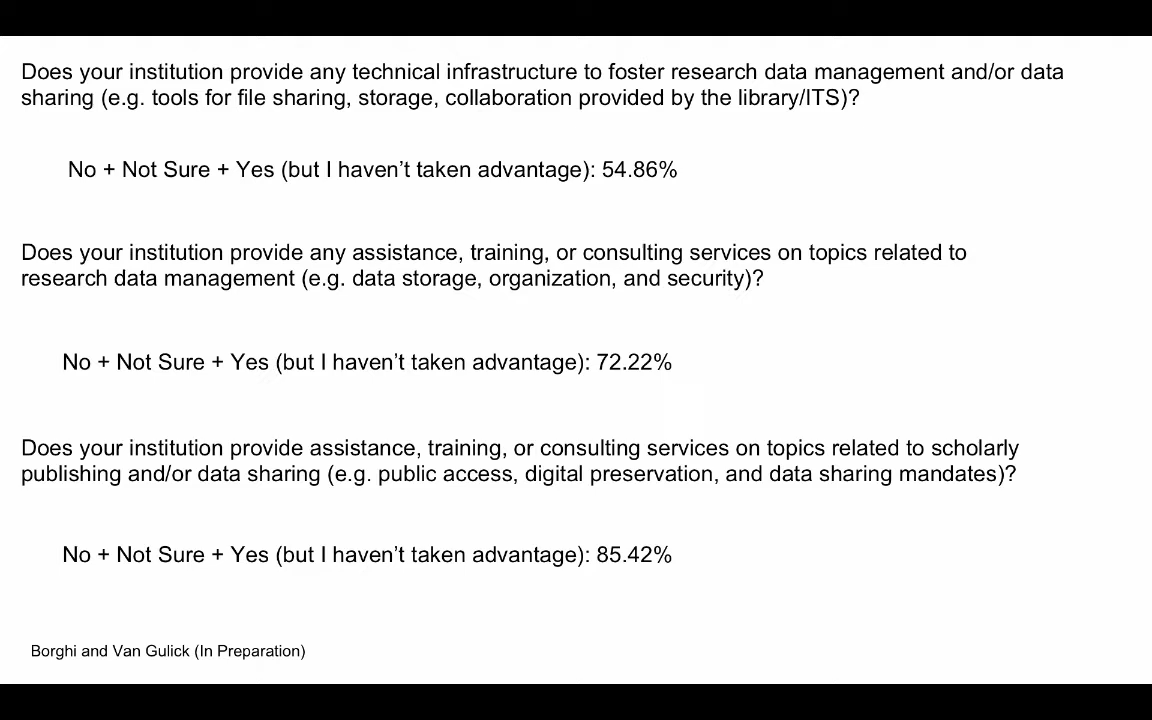 Does your institution provide any technical infrastructure to foster research data management and/or data
sharing (e.g. tools for file sharing, storage, collaboration provided by the library/ITS)?
No + Not Sure + Yes (but I haven’t taken advantage): 54.86%
Does your institution provide any assistance, training, or consulting services on topics related to
research data management (e.g. data storage, organization, and security)?
No + Not Sure + Yes (but I haven’t taken advantage): 72.22%
Does your institution provide assistance, training, or consulting services on topics related to scholarly
publishing and/or data sharing (e.g. public access, digital preservation, and data sharing mandates)?
No + Not Sure + Yes (but I haven’t taken advantage): 85.42%
Borghi and Van Gulick (In Preparation)